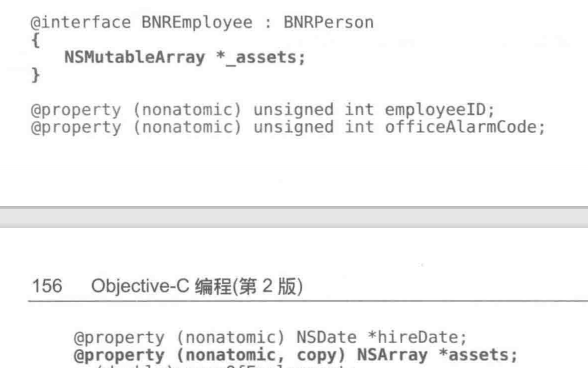 @interface BNREmployee : BNRPerson
{
NSMutableArray *_assets;
}
@property (nonatomic) unsigned int employeeID;
@property (nonatomic) unsigned int officeAlarmCode;
156 Objective-C 编程(第 2 版)
@property (nonatomic) NSDate *hireDate;
@property (nonatomic, copy) NSArray *assets;